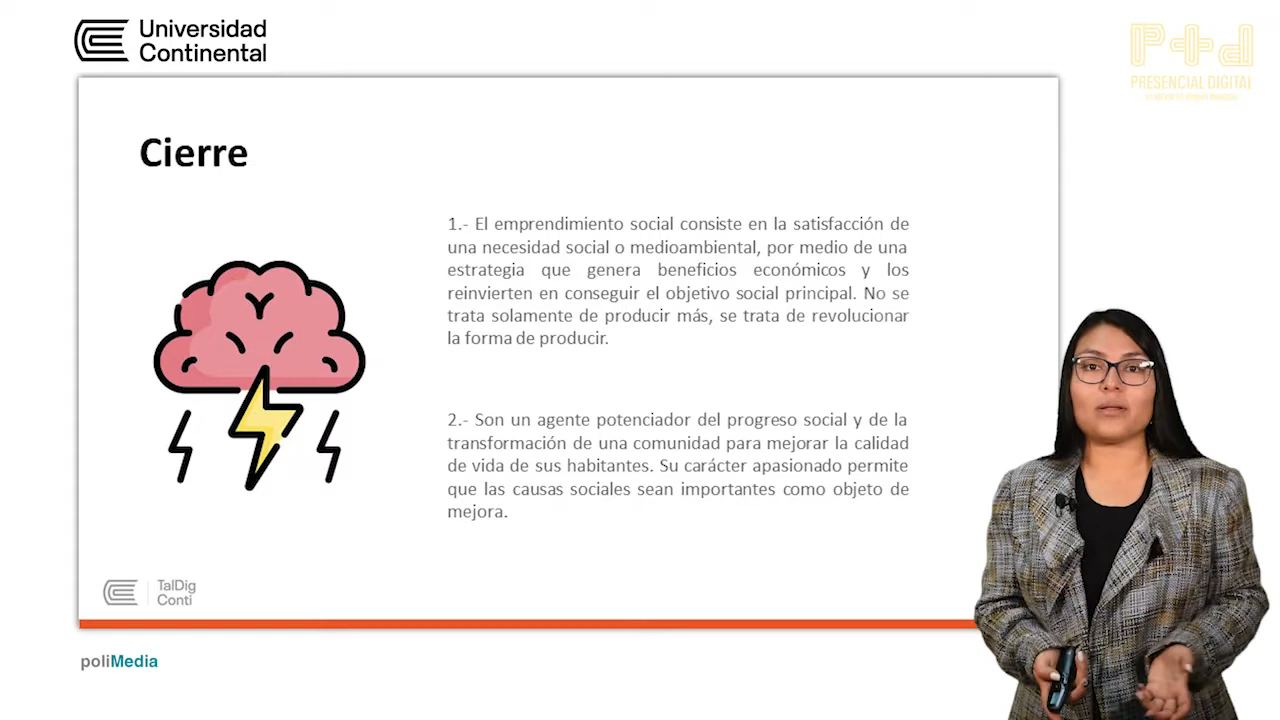 Universidad
Continental
PRESENCIAL DIGITAL
Cierre
1.- El emprendimiento social consiste en la satisfacción de
una necesidad social o medioambiental, por medio de una
estrategia que genera beneficios económicos y los
reinvierten en conseguir el objetivo social principal. No se
trata solamente de producir más, se trata de revolucionar
la forma de producir.
2.- Son un agente potenciador del progreso social y de la
transformación de una comunidad para mejorar la calidad
de vida de sus habitantes. Su carácter apasionado permite
que las causas sociales sean importantes como objeto de
mejora.
TalDig
Conti
poliMedia